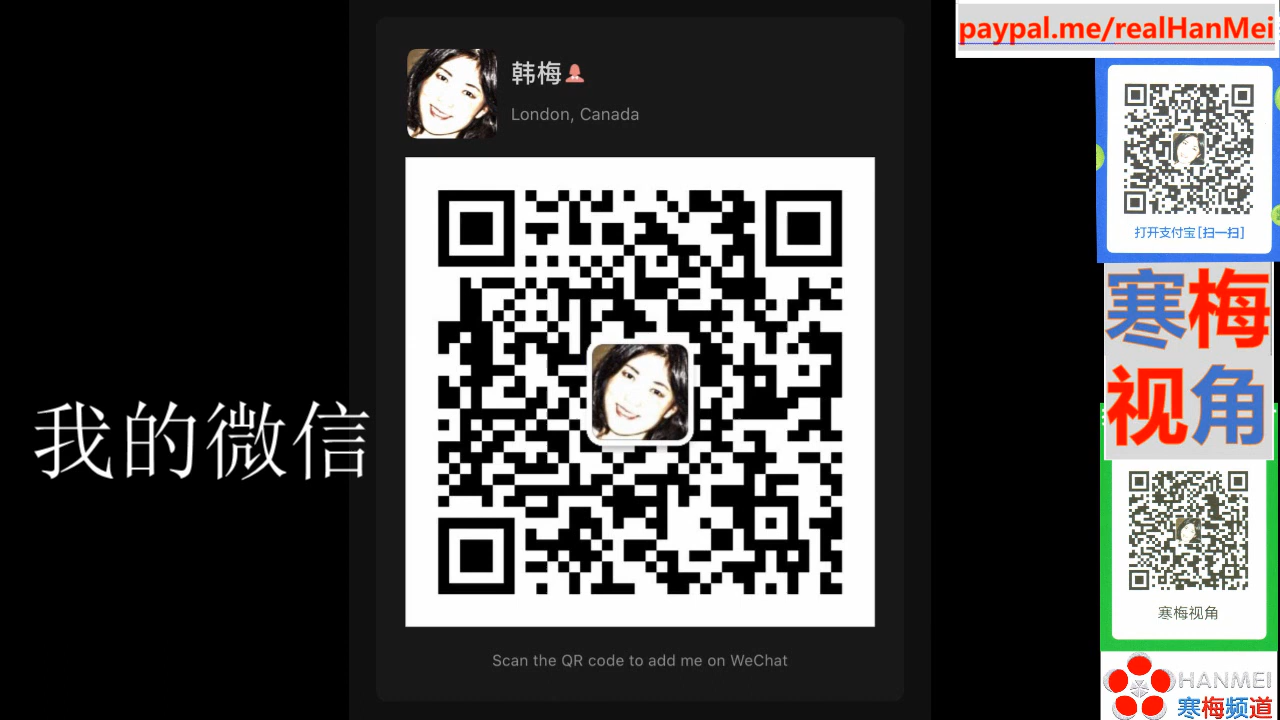 韩梅
London, Canada
我的微信
Scan the QR code to add me on WeChat
paypal.me/realHanMei
打开支付宝[扫一扫]
寒梅
视角
寒梅视角
HANMEI
寒梅频道